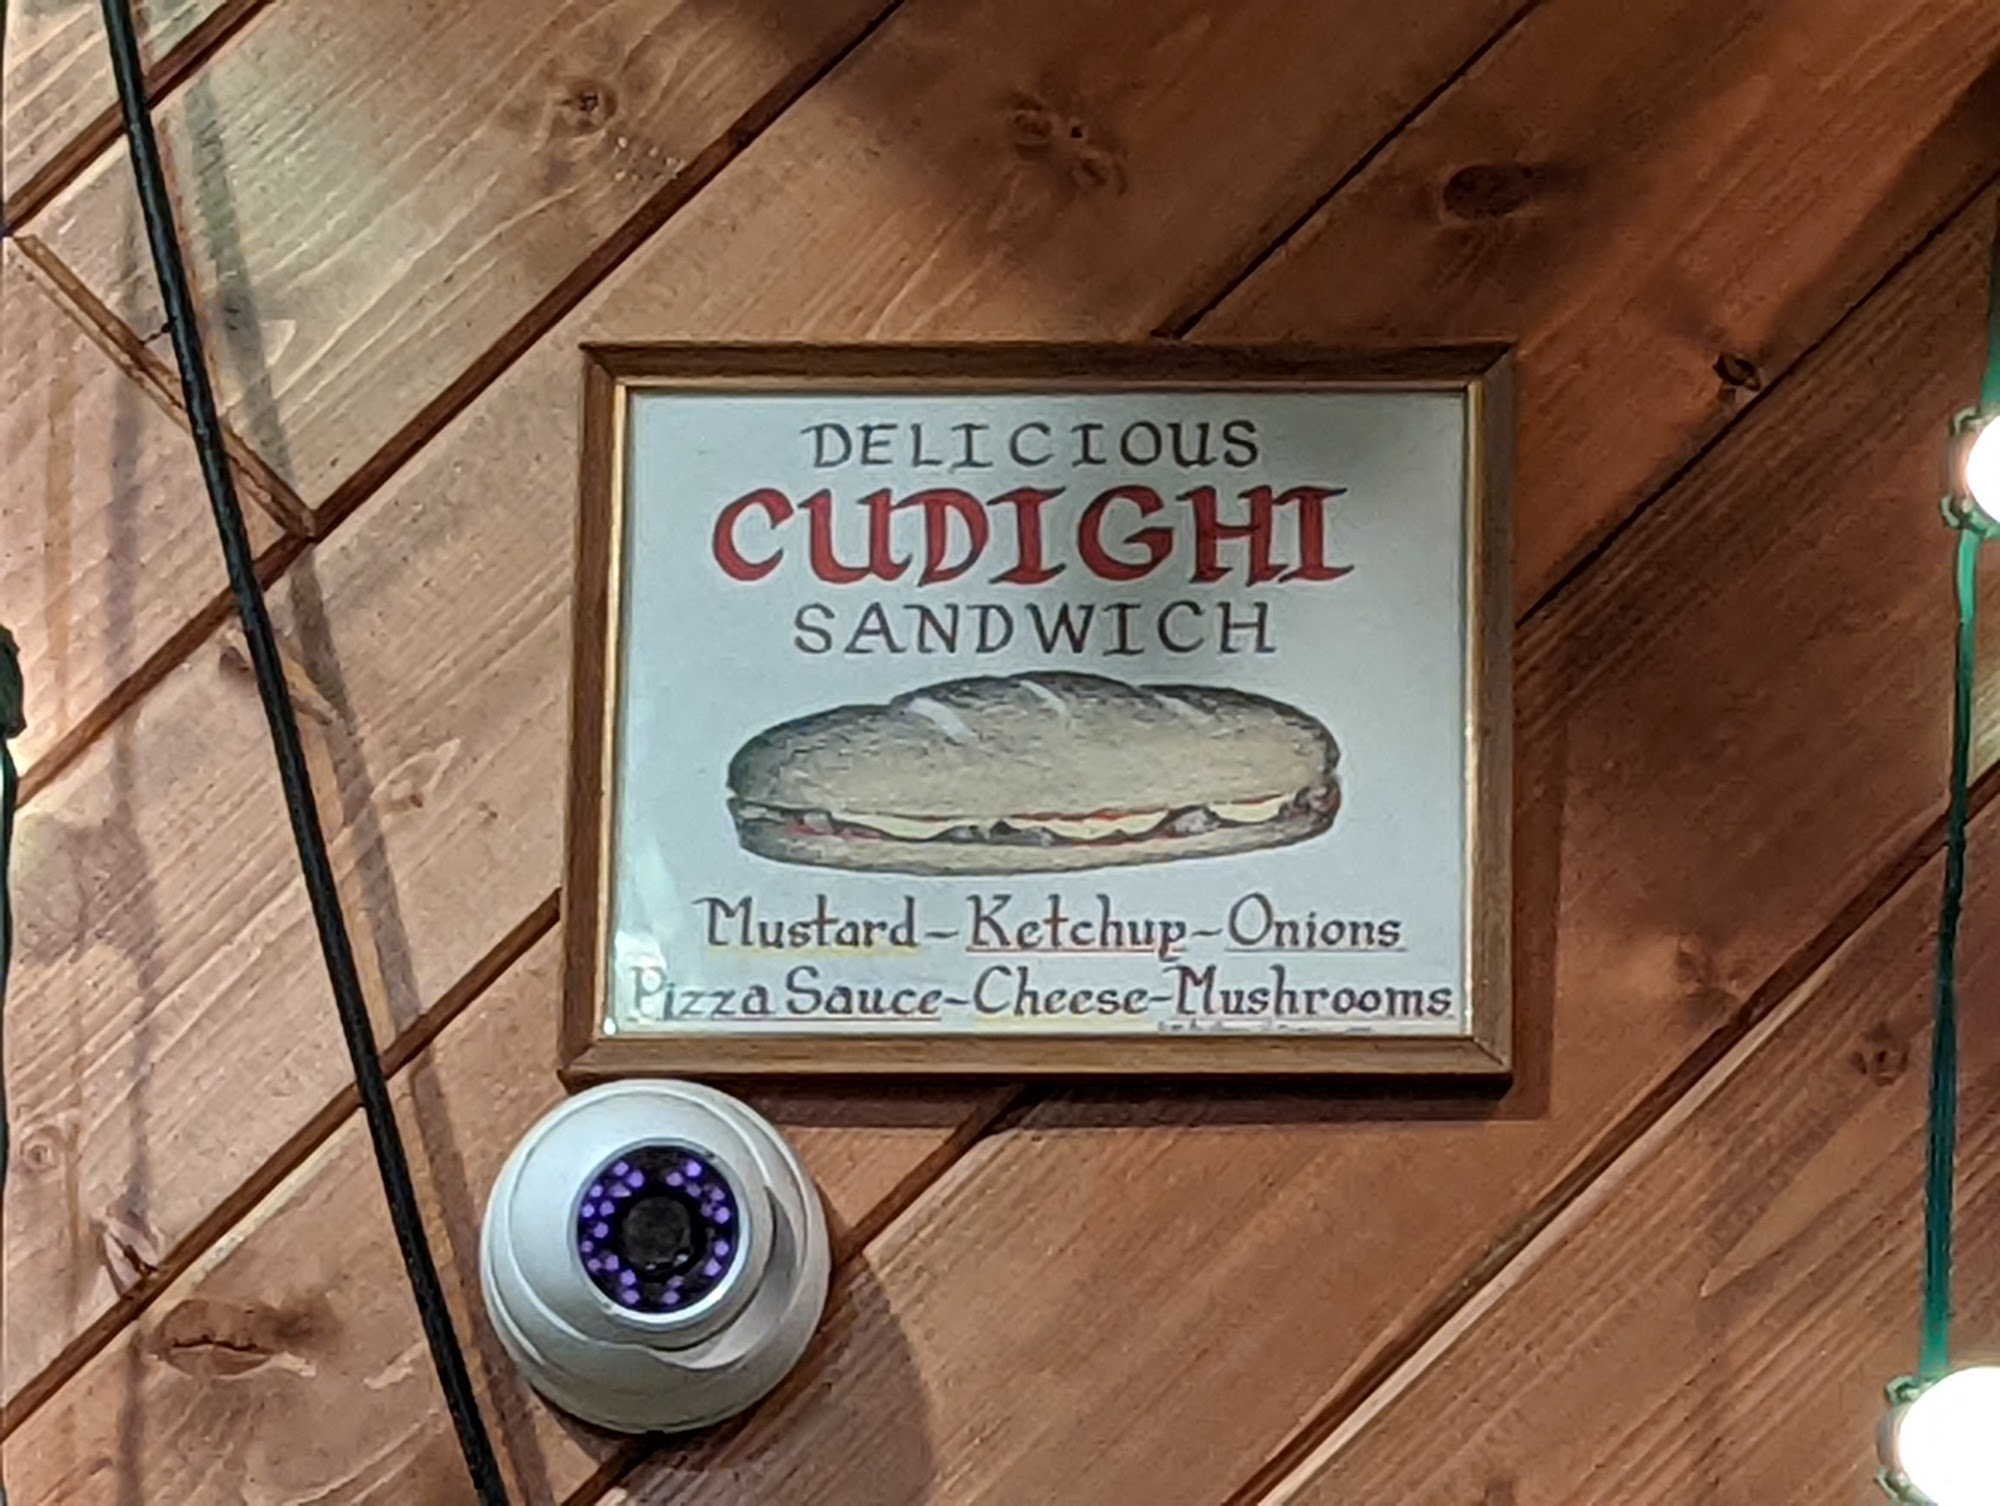 DELICIOUS
CUDIGHI
SANDWICH
Mustard-Ketchup-Onions
Pizza Sauce-Cheese-Mushrooms